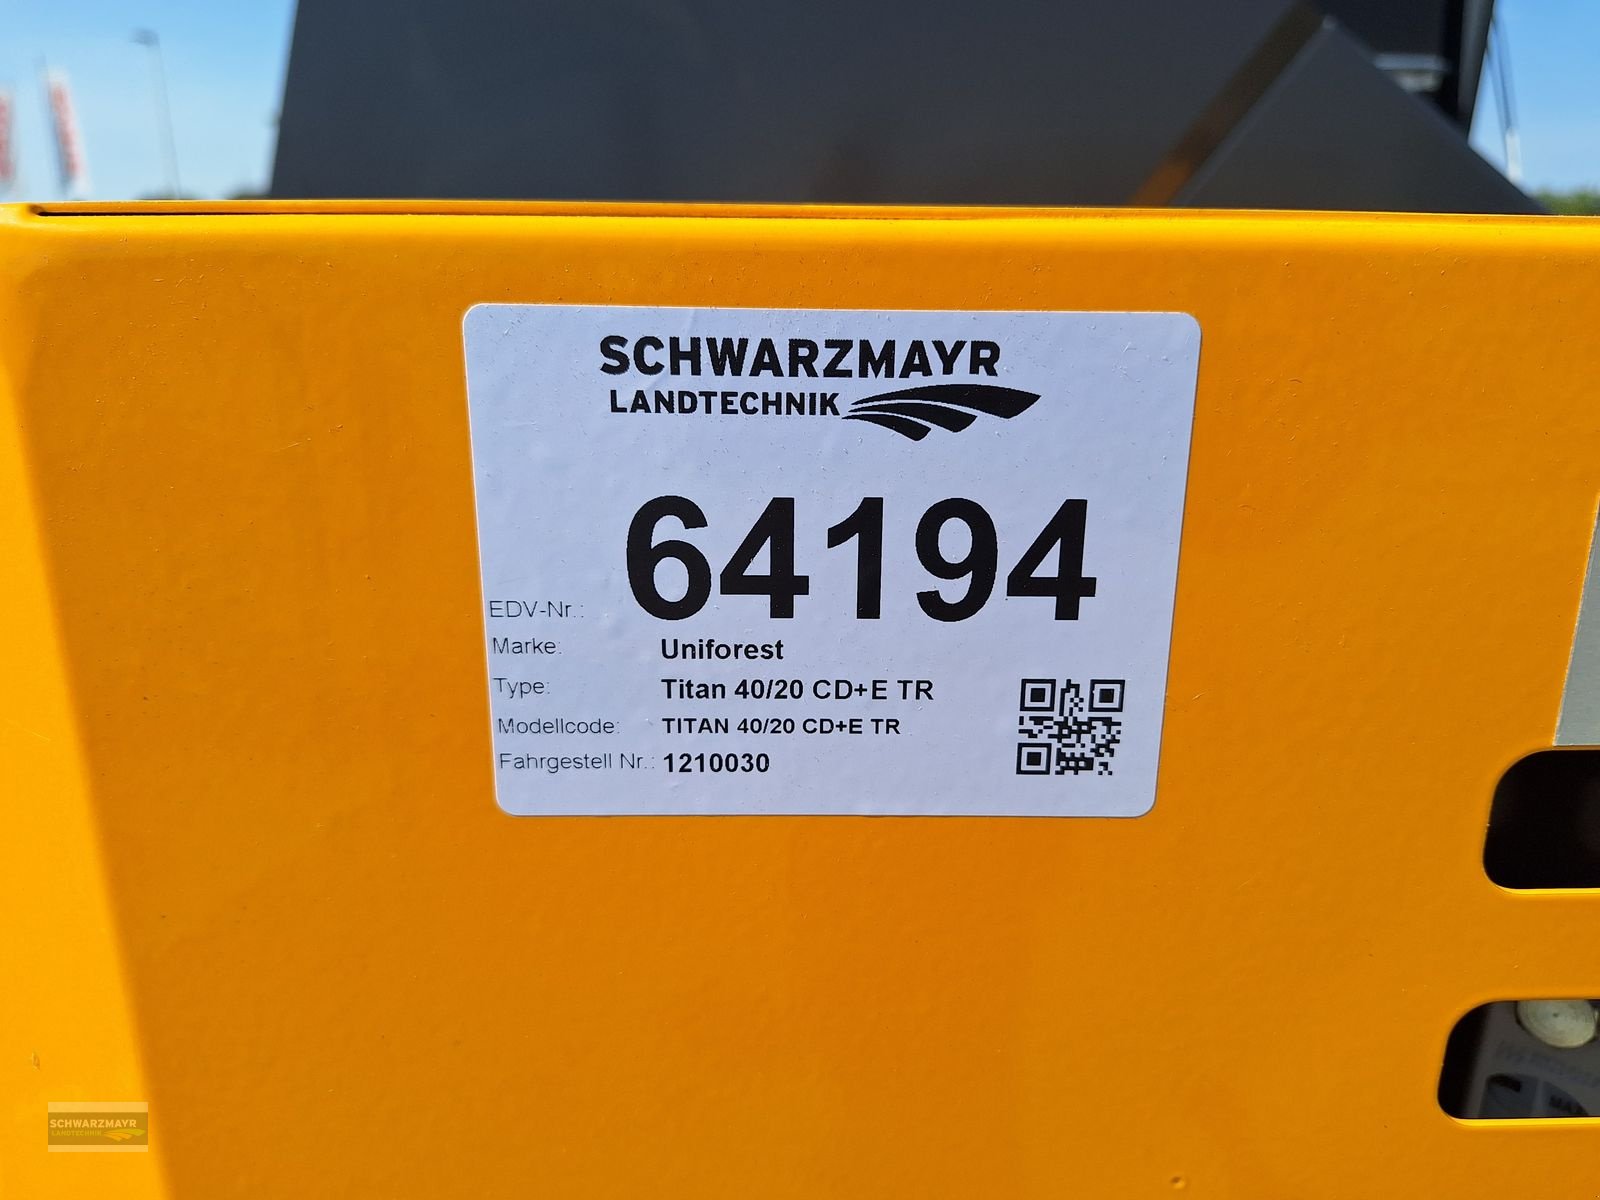 SCHWARZMAYR
LANDTECHNIK
EDV-Nr.: 64194
Marke: Uniforest
Type: Titan 40/20 CD+E TR
Modellcode: TITAN 40/20 CD+E TR
Fahrgestell Nr.: 1210030
SCHWARZMAYR
LANDTECHNIK